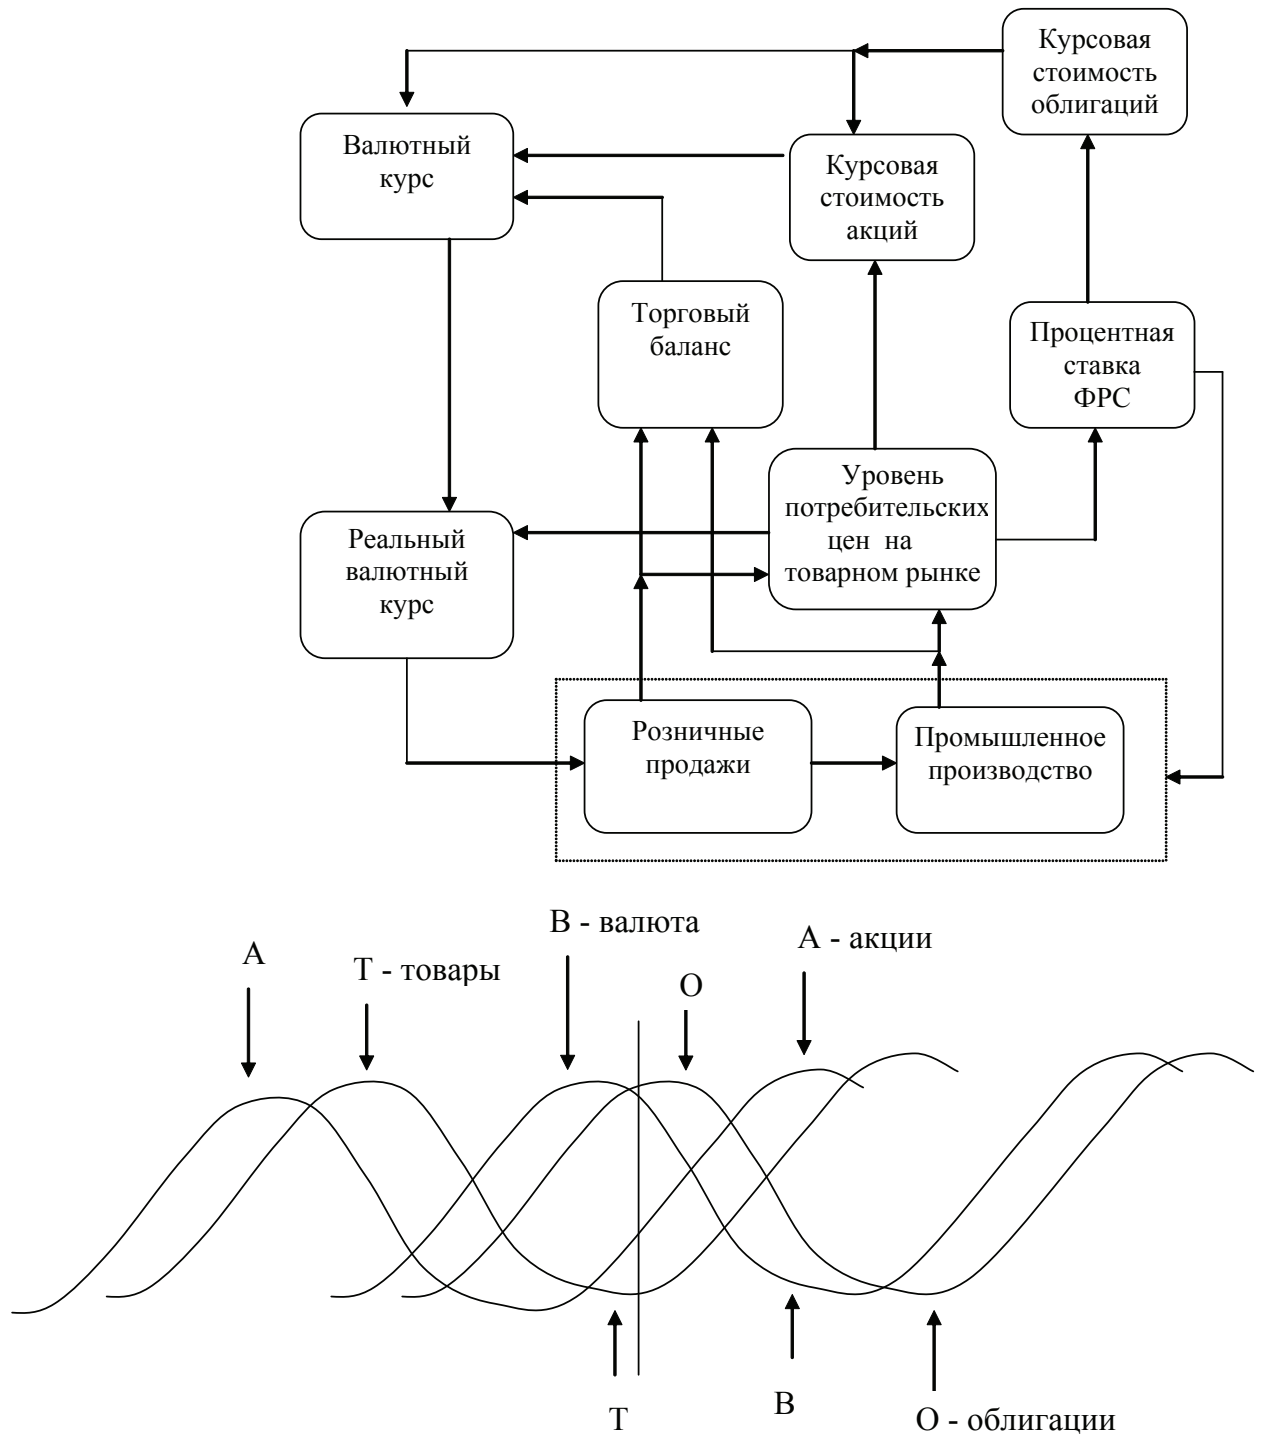 Курсовая
стоимость
облигаций
Валютный
курс
Курсовая
стоимость
акций
Торговый
баланс
Процентная
ставка
ФРС
Уровень
потребительских
цен на
товарном рынке
Реальный
валютный
курс
Розничные
продажи
Промышленное
производство
В - валюта
А - акции
А
Т - товары
О
Т
В
О - облигации